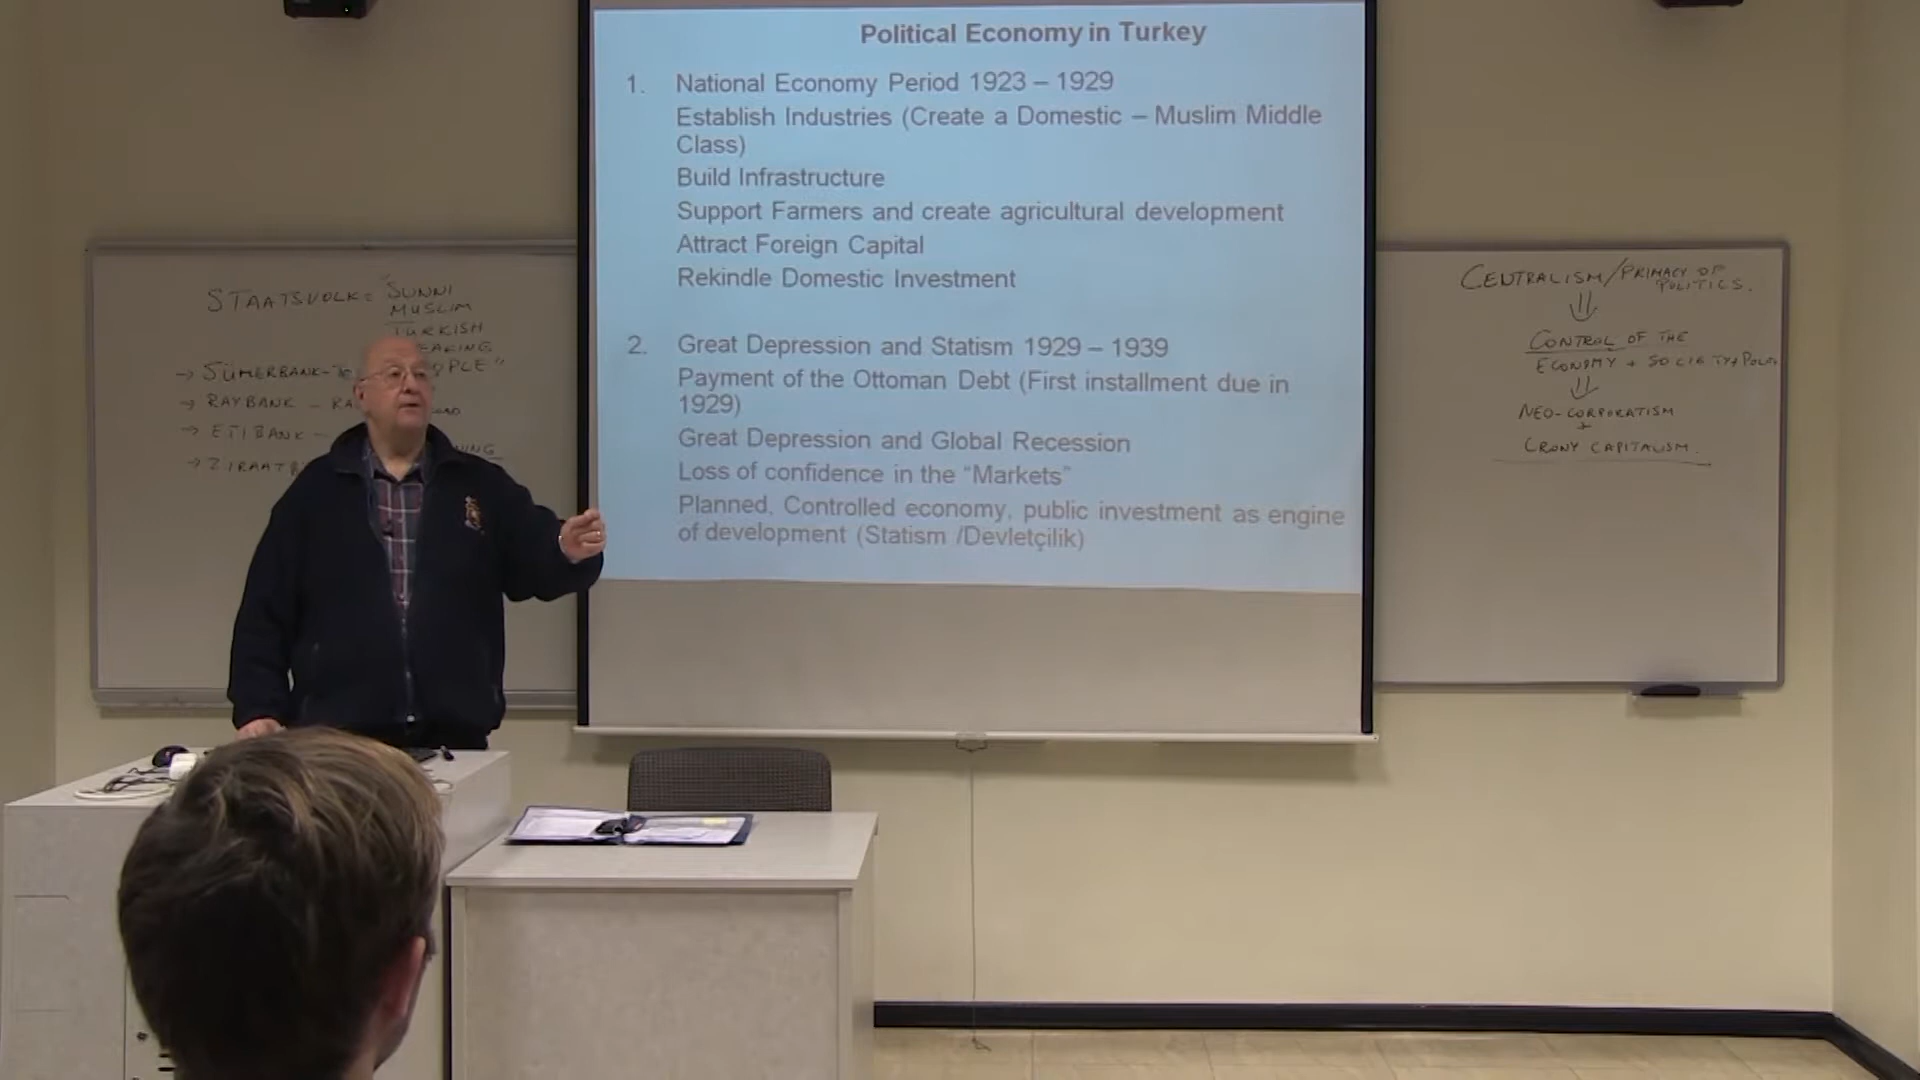 Political Economy in Turkey
1. National Economy Period 1923 – 1929
Establish Industries (Create a Domestic – Muslim Middle
Class)
Build Infrastructure
Support Farmers and create agricultural development
Attract Foreign Capital
Rekindle Domestic Investment
2. Great Depression and Statism 1929 – 1939
Payment of the Ottoman Debt (First installment due in
1929)
Great Depression and Global Recession
Loss of confidence in the “Markets”
Planned, Controlled economy, public investment as engine
of development (Statism /Devletçilik)
STAATSVOLK = "SUNNI
MUSLIM
TURKISH
→ SÜMERBANK -
→ RAYBANK –
→ ETIBANK –
CENTRALISM/PRIMACY OF
POLITICS.
⇓
CONTROL OF THE
ECONOMY + SOCIETY +
⇓
NEO-CORPORATISM
+
CRONY CAPITALISM.